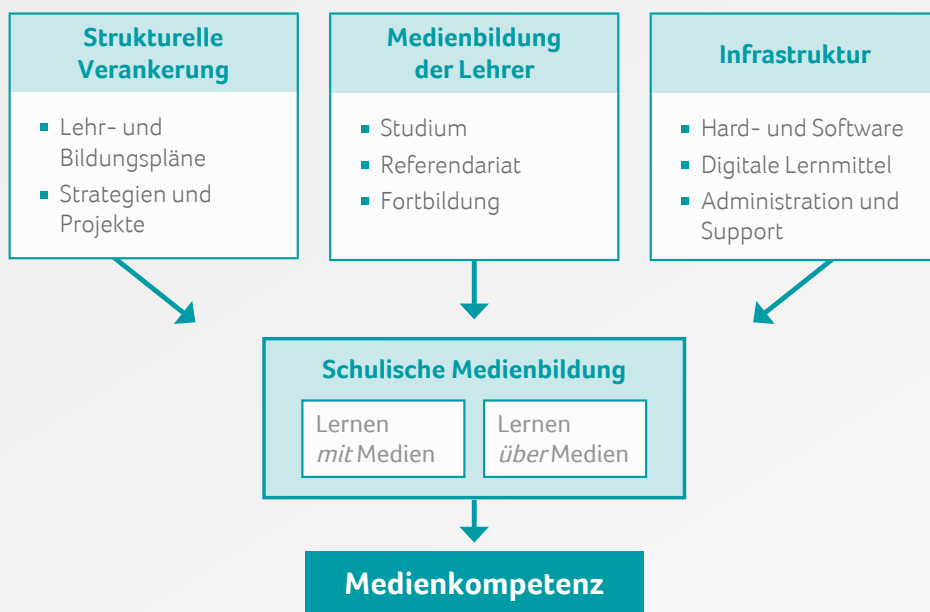 Strukturelle
Verankerung
Lehr- und
Bildungspläne
Strategien und
Projekte
Medienbildung
der Lehrer
Studium
Referendariat
Fortbildung
Infrastruktur
Hard- und Software
Digitale Lernmittel
Administration und
Support
Schulische Medienbildung
Lernen
mit Medien
Lernen
über Medien
Medienkompetenz